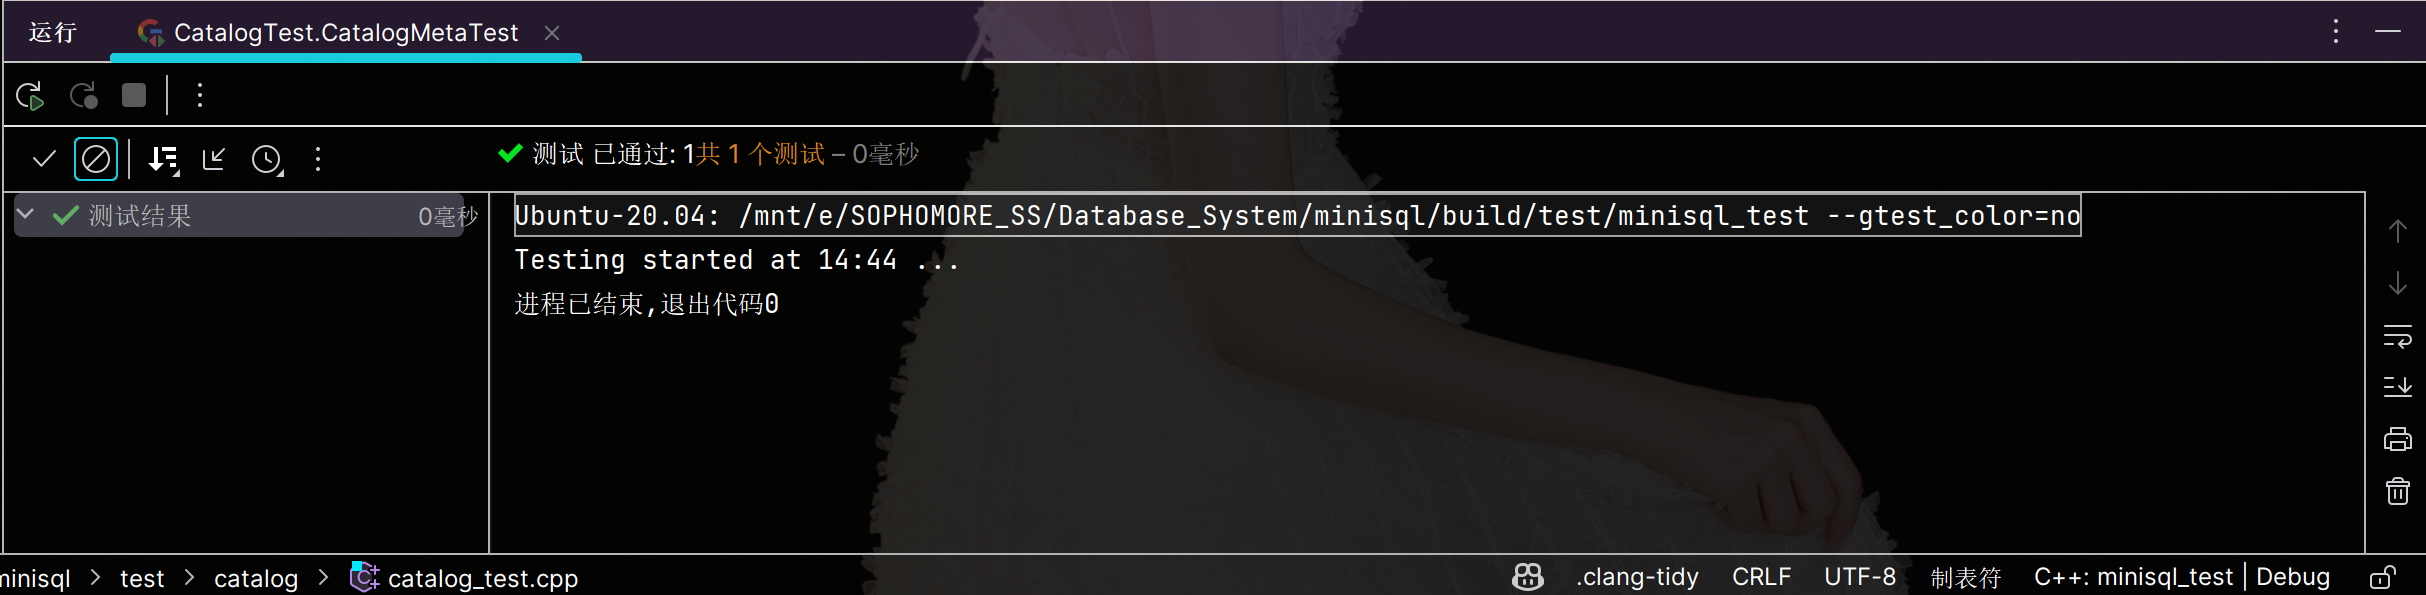 运行 CatalogTest.CatalogMetaTest
测试 已通过: 1共 1 个测试 – 0毫秒
测试结果 0毫秒
Ubuntu-20.04: /mnt/e/SOPHOMORE_SS/Database_System/minisql/build/test/minisql_test --gtest_color=no
Testing started at 14:44 ...
进程已结束,退出代码0
minisql > test > catalog > catalog_test.cpp .clang-tidy CRLF UTF-8 制表符 C++: minisql_test | Debug